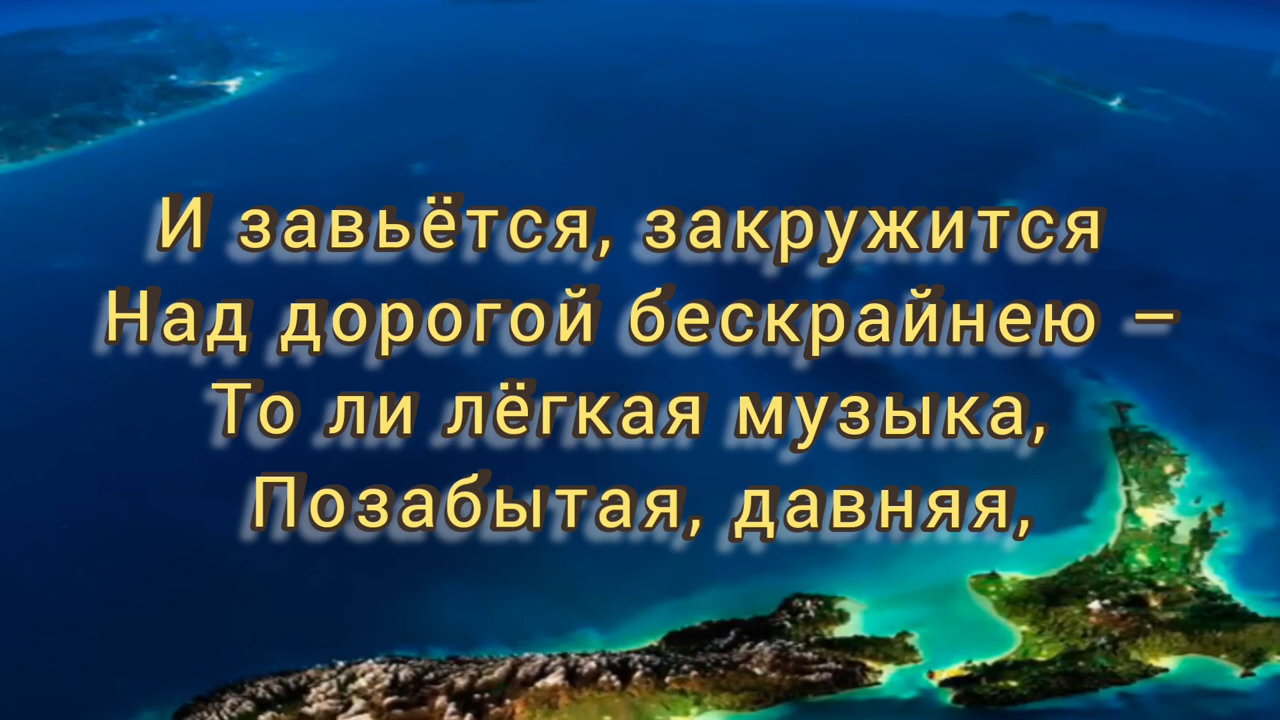 И завьётся, закружится
Над дорогой бескрайнею –
То ли лёгкая музыка,
Позабытая, давняя,